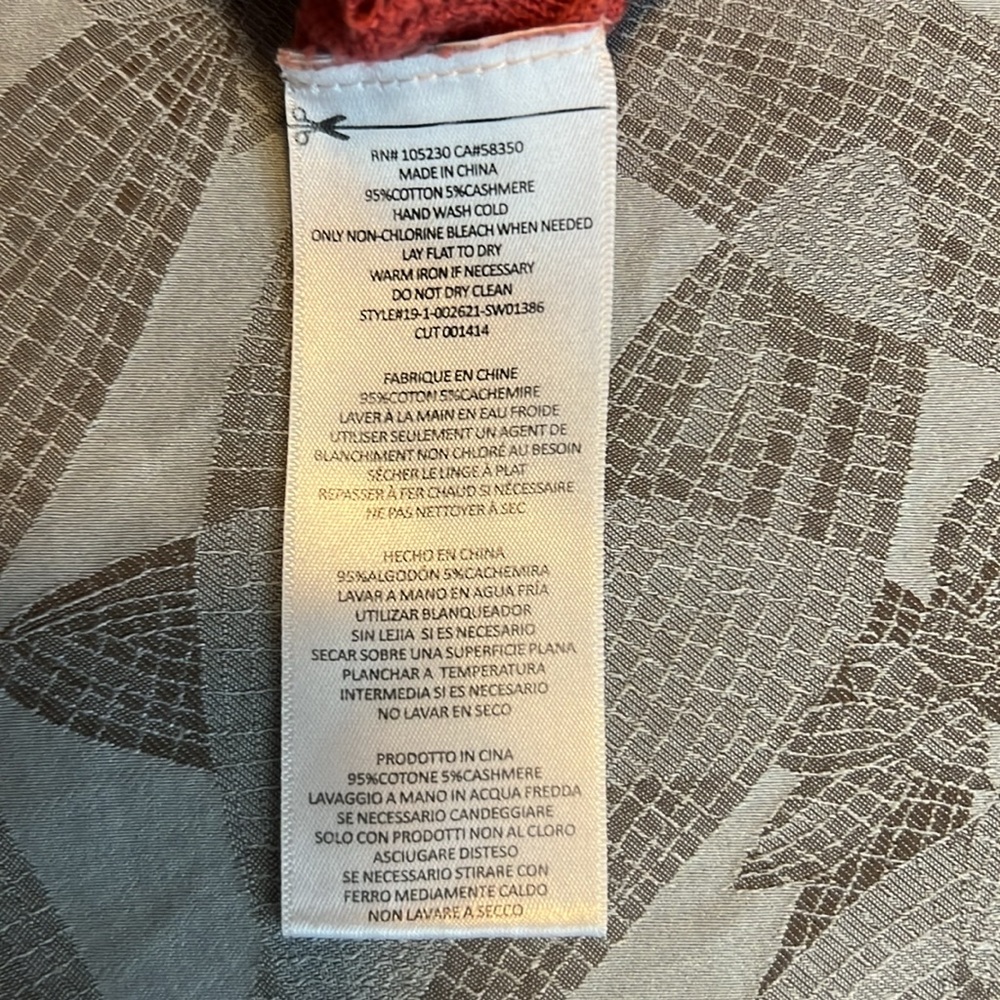 RN# 105230 CA#58350
MADE IN CHINA
95%COTTON 5%CASHMERE
HAND WASH COLD
ONLY NON-CHLORINE BLEACH WHEN NEEDED
LAY FLAT TO DRY
WARM IRON IF NECESSARY
DO NOT DRY CLEAN
STYLE#19-1-002621-SW01386
CUT 001414
FABRIQUE EN CHINE
95%COTON 5%CACHEMIRE
LAVER À LA MAIN EN EAU FROIDE
UTILISER SEULEMENT UN AGENT DE
BLANCHIMENT NON CHLORÉ AU BESOIN
SÉCHER LE LINGE À PLAT
REPASSER À FER CHAUD SI NÉCESSAIRE
NE PAS NETTOYER À SEC
HECHO EN CHINA
95%ALGODÓN 5%CACHEMIRA
LAVAR A MANO EN AGUA FRÍA
UTILIZAR BLANQUEADOR
SIN LEJIA SI ES NECESARIO
SECAR SOBRE UNA SUPERFICIE PLANA
PLANCHAR A TEMPERATURA
INTERMEDIA SI ES NECESARIO
NO LAVAR EN SECO
PRODOTTO IN CINA
95%COTONE 5%CASHMERE
LAVAGGIO A MANO IN ACQUA FREDDA
SE NECESSARIO CANDEGGIARE
SOLO CON PRODOTTI NON AL CLORO
ASCIUGARE DISTESO
SE NECESSARIO STIRARE CON
FERRO MEDIAMENTE CALDO
NON LAVARE A SECCO